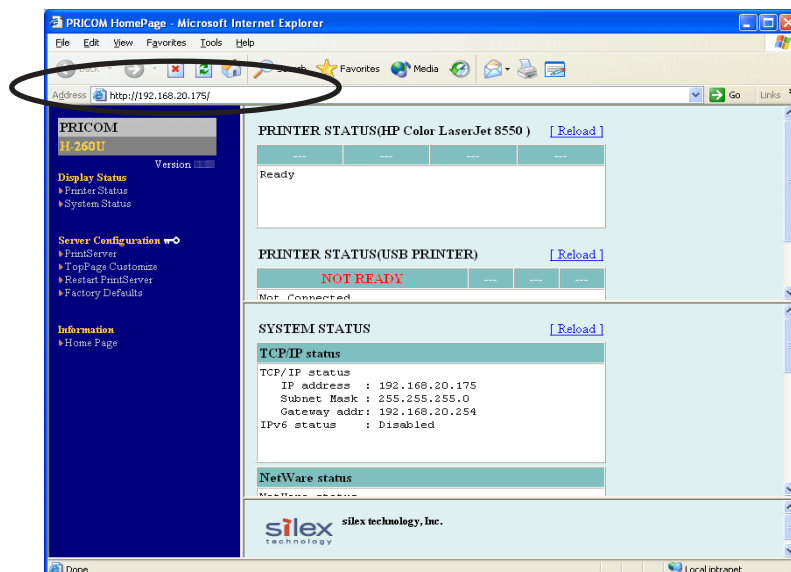 PRICOM HomePage - Microsoft Internet Explorer
File Edit View Favorites Tools Help
Back Search Favorites Media
Address http://192.168.20.175/ Go Links
PRICOM
H-260U
Version
Display Status
Printer Status
System Status
Server Configuration
PrintServer
TopPage Customize
Restart PrintServer
Factory Defaults
Information
Home Page
PRINTER STATUS(HP Color LaserJet 8550 ) [ Reload ]
--- --- --- ---
Ready
PRINTER STATUS(USB PRINTER) [ Reload ]
NOT READY --- --- ---
Not Connected
SYSTEM STATUS [ Reload ]
TCP/IP status
TCP/IP status
IP address : 192.168.20.175
Subnet Mask : 255.255.255.0
Gateway addr: 192.168.20.254
IPv6 status : Disabled
NetWare status
NetWare status
silex technology
silex technology, Inc.
Done Local intranet